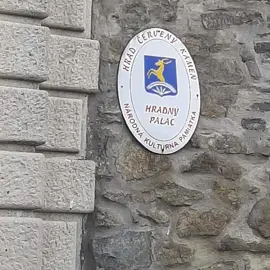 HRAD ČERVENÝ KAMEŇ
HRADNÝ
PALÁC
NÁRODNÁ KULTÚRNA PAMIATKA